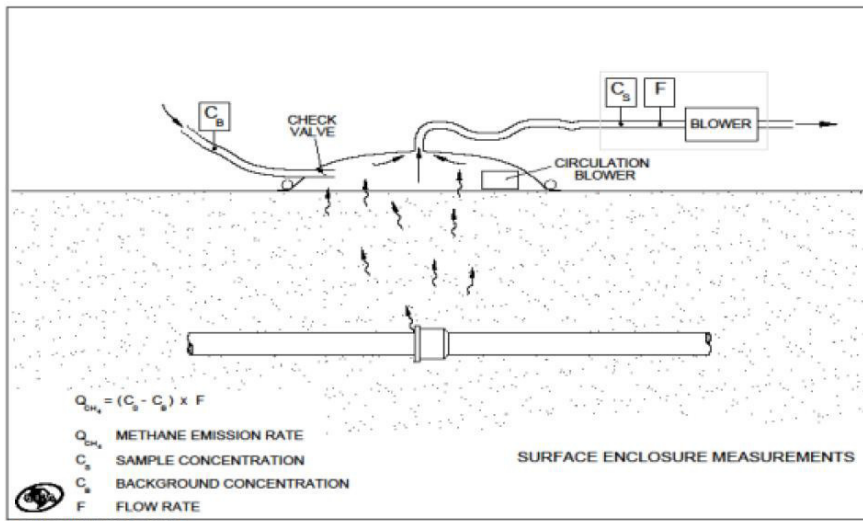 C_B
CHECK
VALVE
C_S
F
BLOWER
CIRCULATION
BLOWER
Q_CH₄ = (C_S - C_B) x F
Q_CH₄ METHANE EMISSION RATE
C_S SAMPLE CONCENTRATION
C_B BACKGROUND CONCENTRATION
F FLOW RATE
SURFACE ENCLOSURE MEASUREMENTS